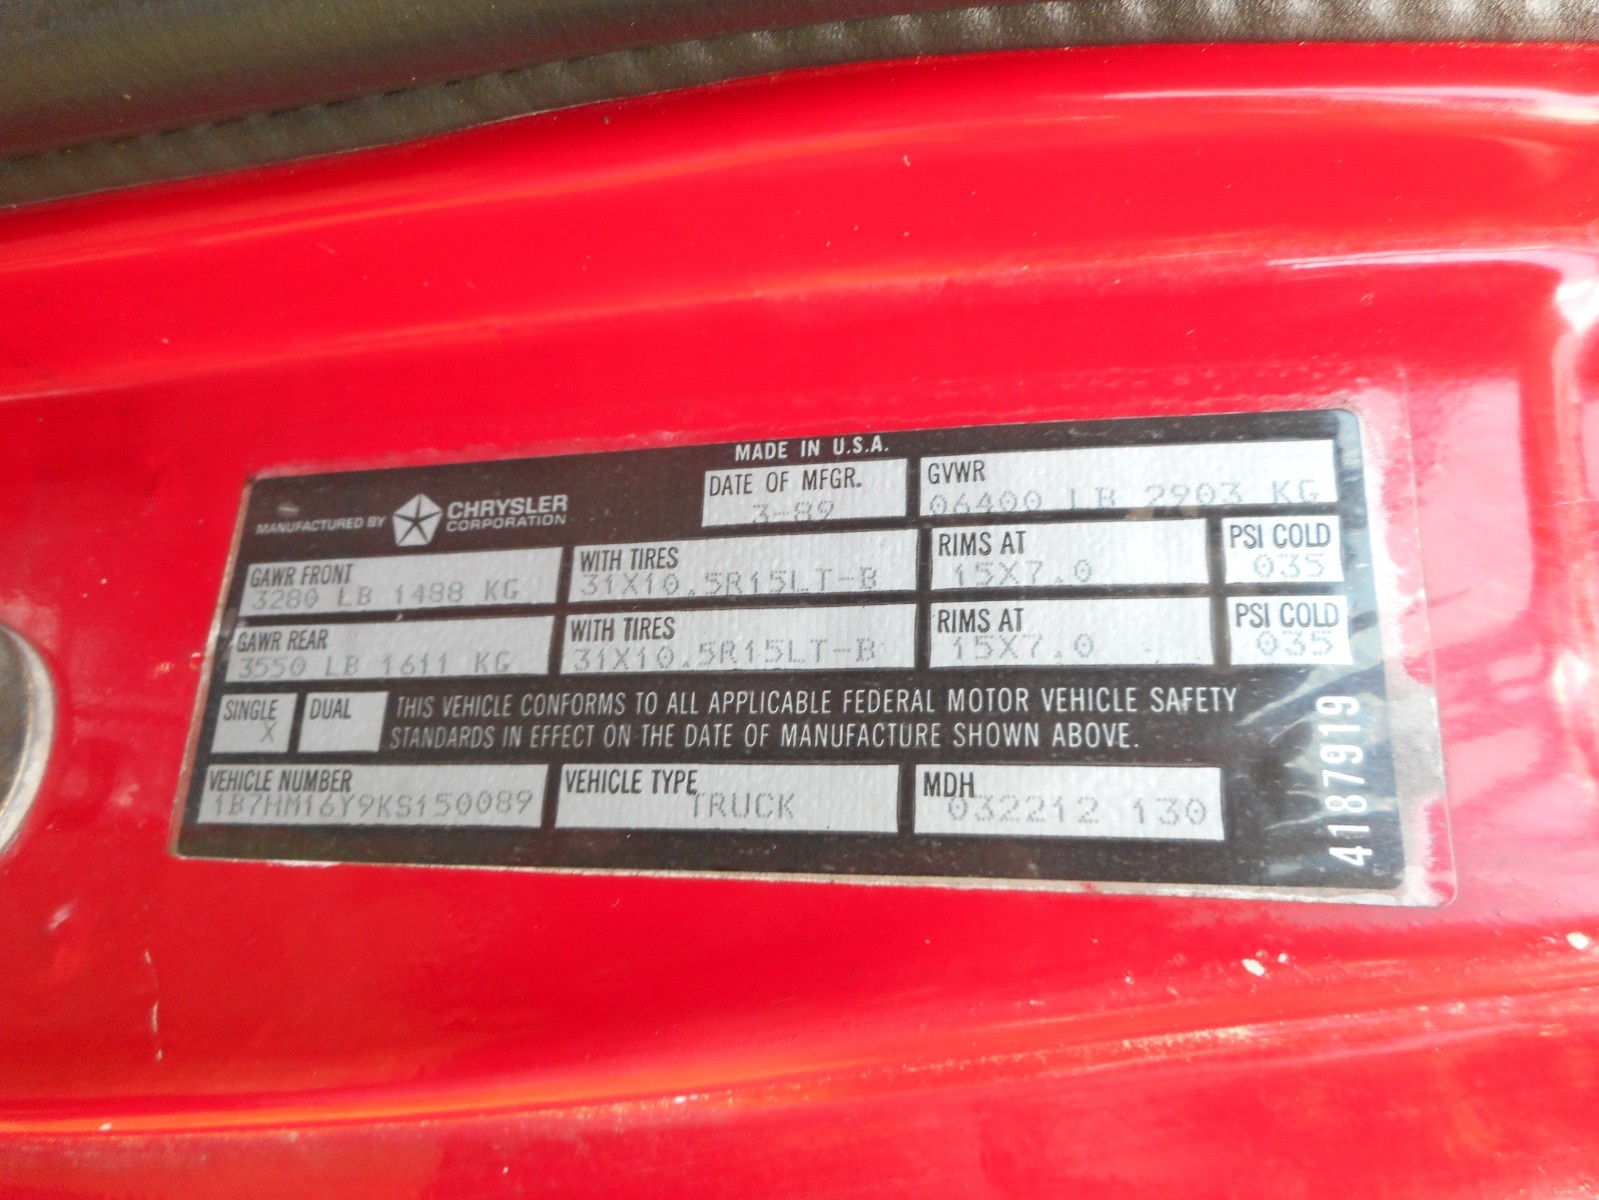 MADE IN U.S.A.
MANUFACTURED BY CHRYSLER CORPORATION
DATE OF MFGR. 3-89
GVWR 06400 LB 2903 KG
GAWR FRONT 3280 LB 1488 KG
WITH TIRES 31X10.5R15LT-B
RIMS AT 15X7.0
PSI COLD 035
GAWR REAR 3550 LB 1611 KG
WITH TIRES 31X10.5R15LT-B
RIMS AT 15X7.0
PSI COLD 035
SINGLE X
DUAL
THIS VEHICLE CONFORMS TO ALL APPLICABLE FEDERAL MOTOR VEHICLE SAFETY
STANDARDS IN EFFECT ON THE DATE OF MANUFACTURE SHOWN ABOVE.
VEHICLE NUMBER 1B7HM16Y9KS150089
VEHICLE TYPE TRUCK
MDH 032212 130
4187919